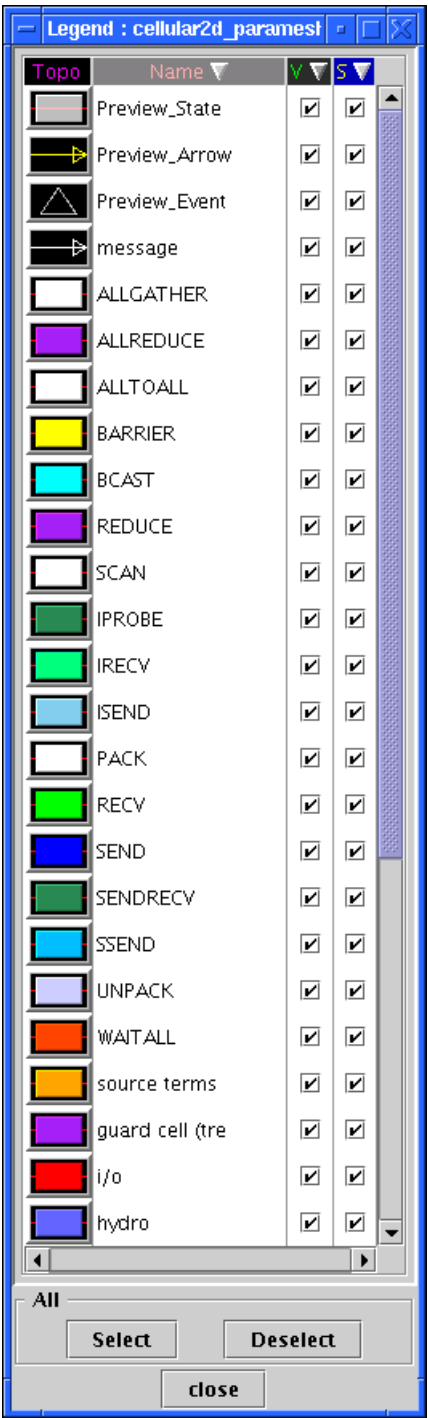 Legend : cellular2d_paramesh
Topo Name V S
Preview_State
Preview_Arrow
Preview_Event
message
ALLGATHER
ALLREDUCE
ALLTOALL
BARRIER
BCAST
REDUCE
SCAN
IPROBE
IRECV
ISEND
PACK
RECV
SEND
SENDRECV
SSEND
UNPACK
WAITALL
source terms
guard cell (tre
i/o
hydro
All
Select Deselect
close